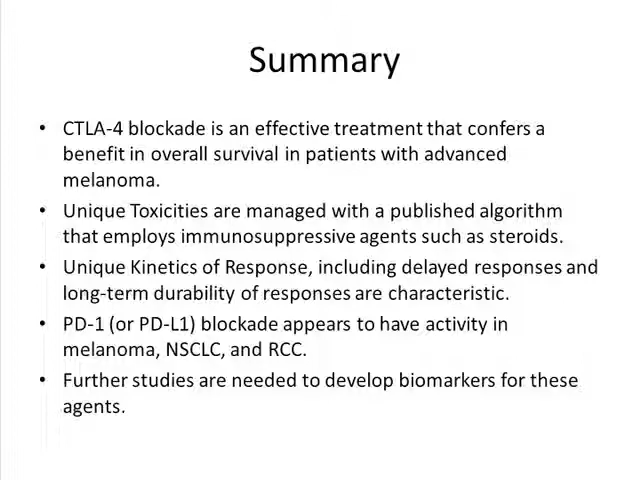 Summary
• CTLA-4 blockade is an effective treatment that confers a
benefit in overall survival in patients with advanced
melanoma.
• Unique Toxicities are managed with a published algorithm
that employs immunosuppressive agents such as steroids.
• Unique Kinetics of Response, including delayed responses and
long-term durability of responses are characteristic.
• PD-1 (or PD-L1) blockade appears to have activity in
melanoma, NSCLC, and RCC.
• Further studies are needed to develop biomarkers for these
agents.